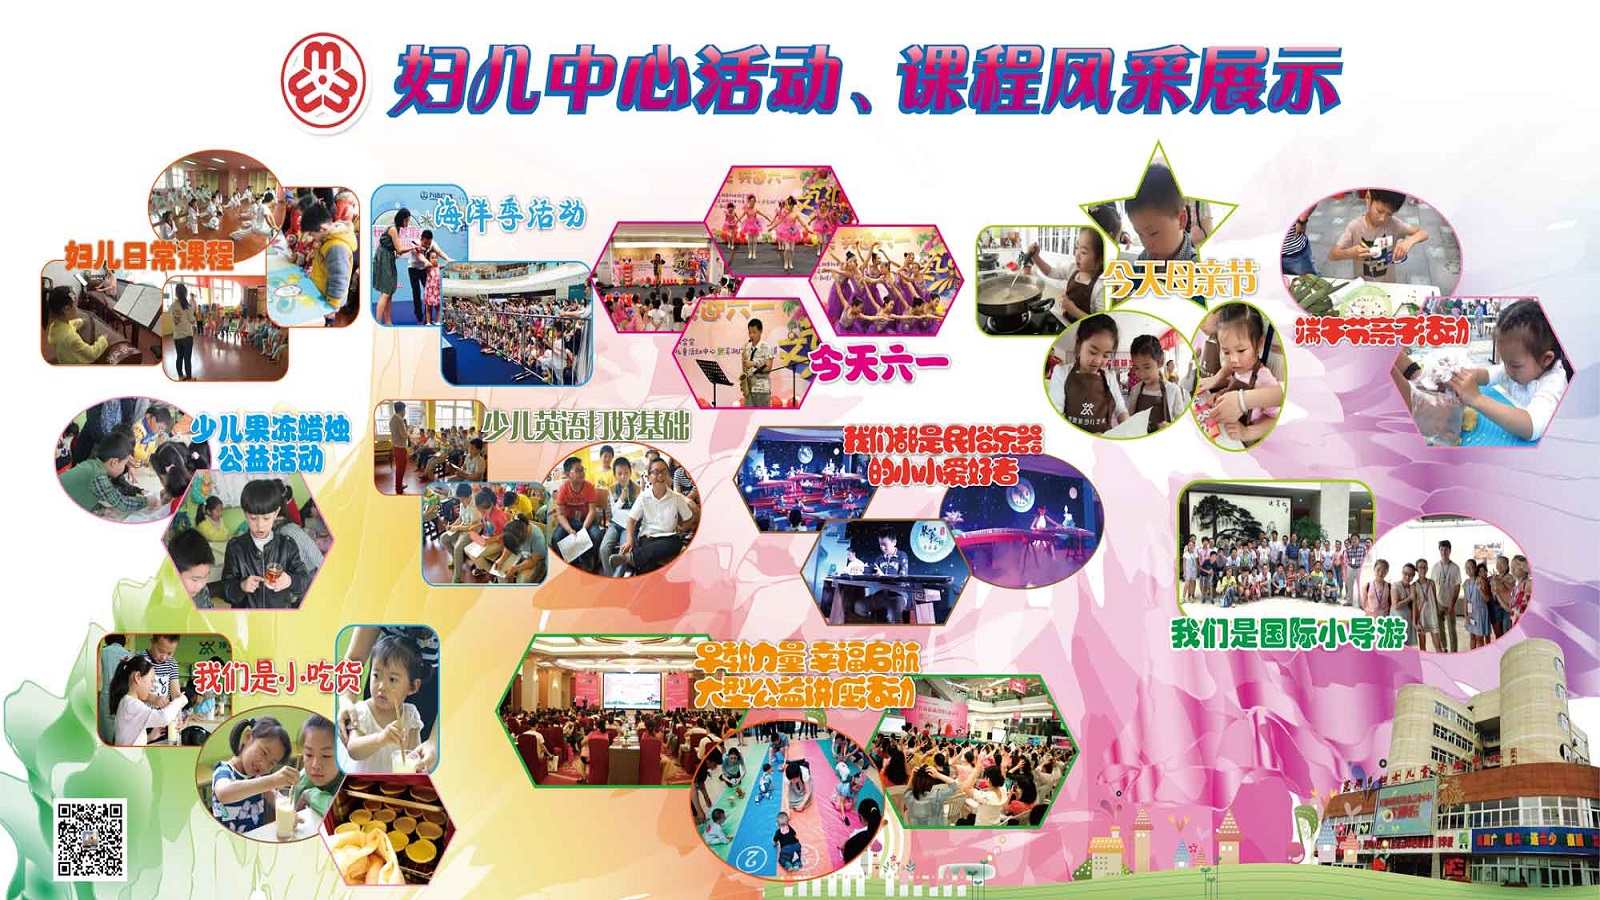 妇儿中心活动、课程风采展示
妇儿日常课程
海洋季活动
今天六一
今天母亲节
端午节亲子活动
少儿果冻蜡烛
公益活动
少儿英语打好基础
我们都是民俗乐器
的小小爱好者
我们是国际小导游
我们是小吃货
早教力量 幸福启航
大型公益讲座活动
2